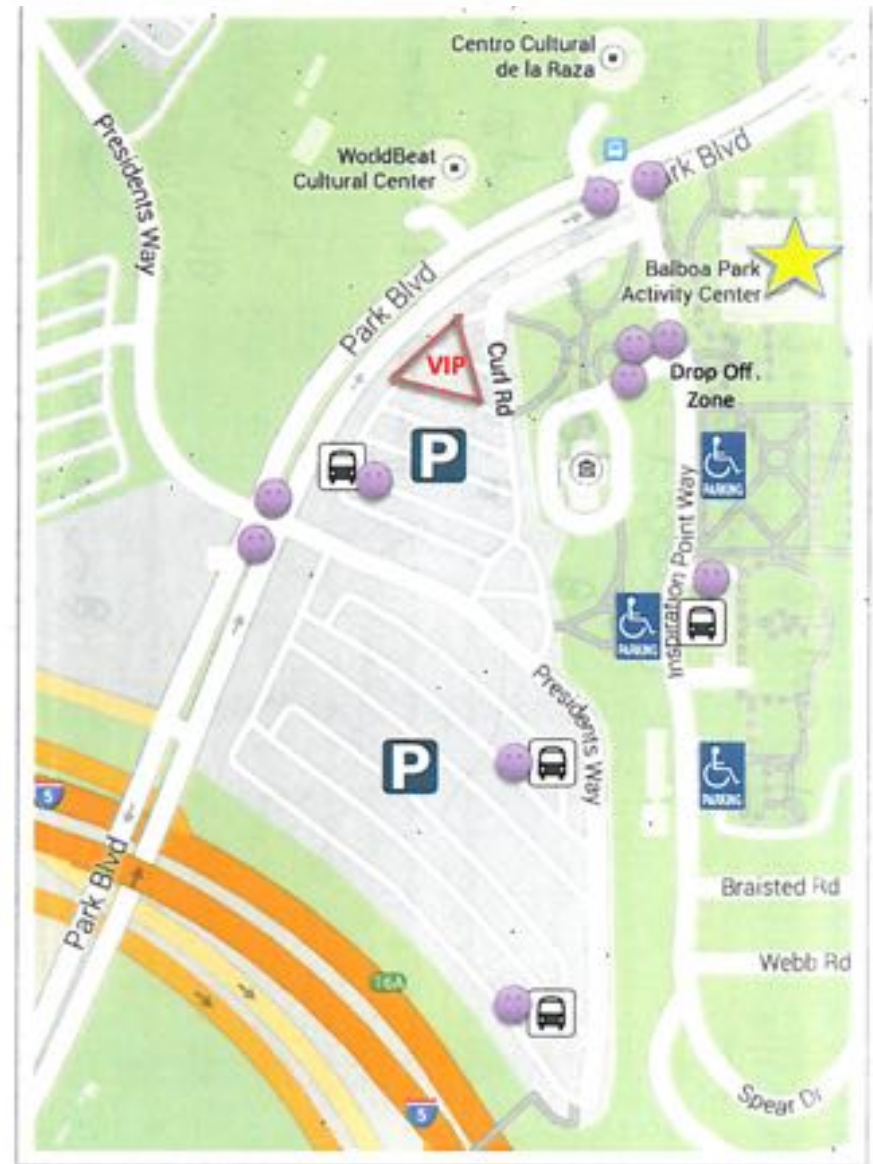 Centro Cultural
de la Raza
Presidents Way
WorldBeat
Cultural Center
Park Blvd
Balboa Park
Activity Center
Park Blvd
VIP
Curl Rd
Drop Off.
Zone
P
PARKING
Inspiration Point Way
PARKING
Presidents Way
P
PARKING
5
Park Blvd
Braisted Rd
Webb Rd
16A
Spear Dr
5